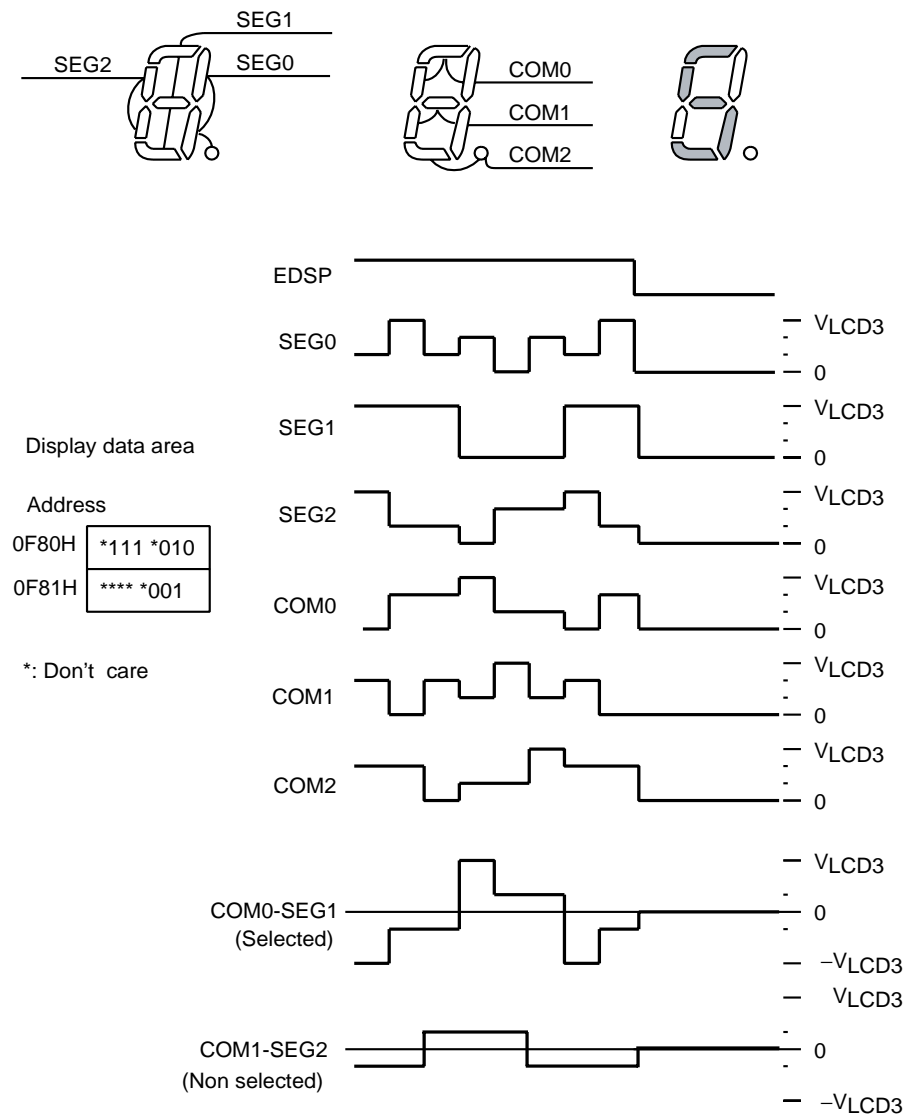 SEG1
SEG2
SEG0
COM0
COM1
COM2
EDSP
SEG0
VLCD3
0
SEG1
VLCD3
0
Display data area
Address
0F80H *111 *010
0F81H **** *001
*: Don't care
SEG2
VLCD3
0
COM0
VLCD3
0
COM1
VLCD3
0
COM2
VLCD3
0
COM0-SEG1
(Selected)
VLCD3
0
−VLCD3
COM1-SEG2
(Non selected)
VLCD3
0
−VLCD3